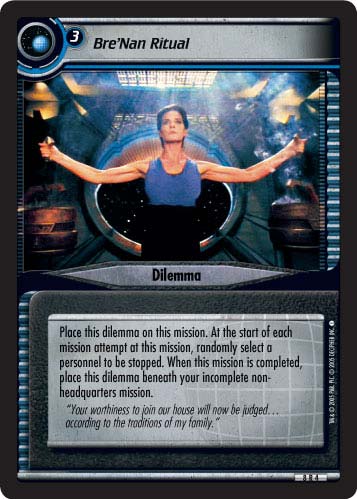 3
Bre'Nan Ritual
Dilemma
Place this dilemma on this mission. At the start of each
mission attempt at this mission, randomly select a
personnel to be stopped. When this mission is completed,
place this dilemma beneath your incomplete non-
headquarters mission.
"Your worthiness to join our house will now be judged…
according to the traditions of my family."
8 R 4